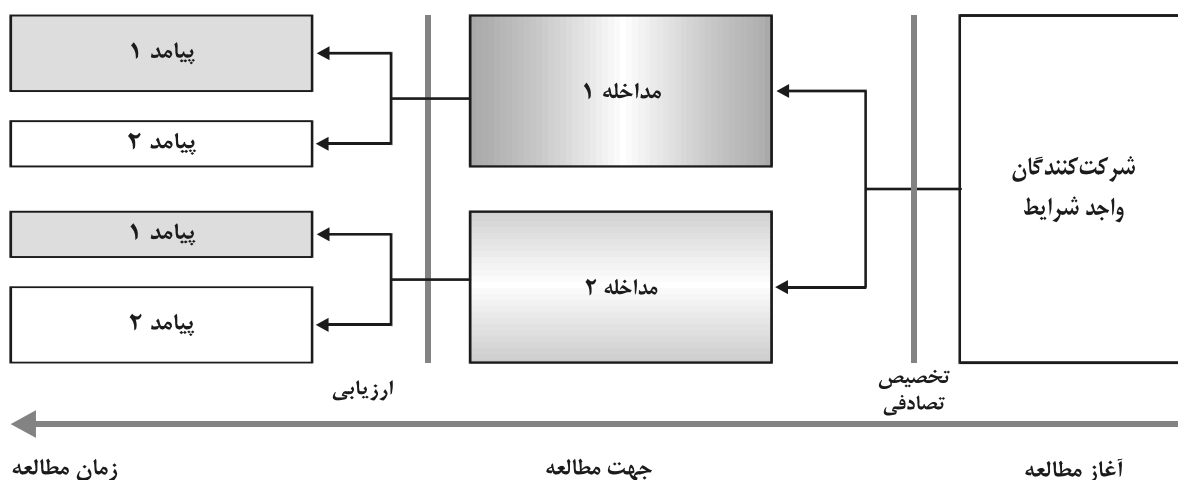 شرکت‌کنندگان
واجد شرایط
تخصیص
تصادفی
مداخله ۱
مداخله ۲
ارزیابی
پیامد ۱
پیامد ۲
پیامد ۱
پیامد ۲
آغاز مطالعه
جهت مطالعه
زمان مطالعه